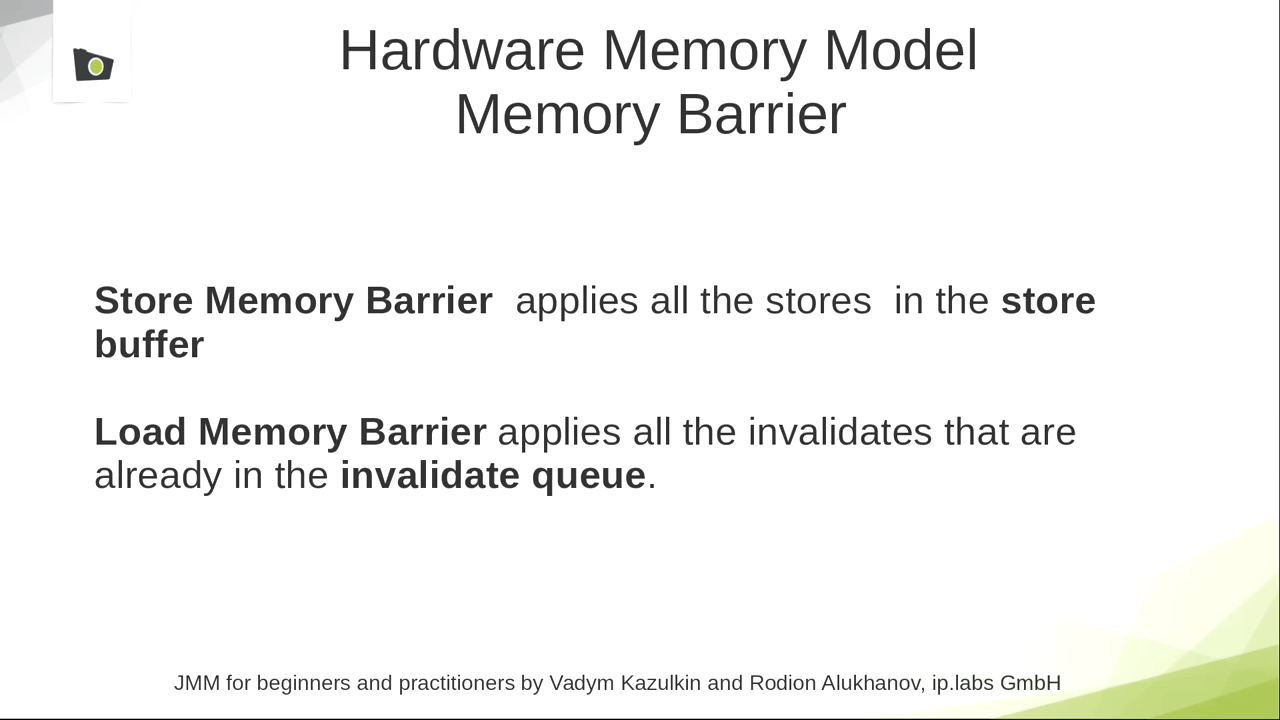 Hardware Memory Model
Memory Barrier
Store Memory Barrier  applies all the stores  in the store
buffer
Load Memory Barrier applies all the invalidates that are
already in the invalidate queue.
JMM for beginners and practitioners by Vadym Kazulkin and Rodion Alukhanov, ip.labs GmbH